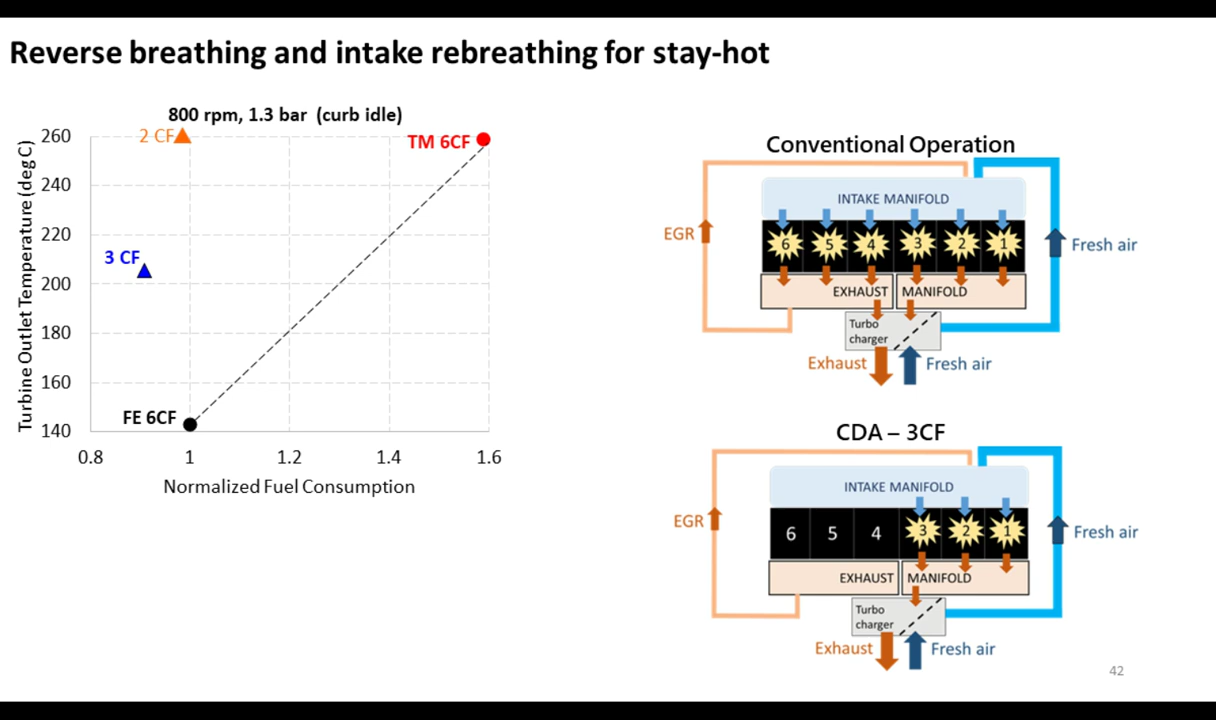 Reverse breathing and intake rebreathing for stay-hot
800 rpm, 1.3 bar (curb idle)
Turbine Outlet Temperature (deg C)
260
240
220
200
180
160
140
2 CF
TM 6CF
3 CF
FE 6CF
0.8
1
1.2
1.4
1.6
Normalized Fuel Consumption
Conventional Operation
INTAKE MANIFOLD
EGR
6 5 4 3 2 1
Fresh air
EXHAUST MANIFOLD
Turbo
charger
Exhaust
Fresh air
CDA – 3CF
INTAKE MANIFOLD
EGR
6 5 4 3 2 1
Fresh air
EXHAUST MANIFOLD
Turbo
charger
Exhaust
Fresh air
42